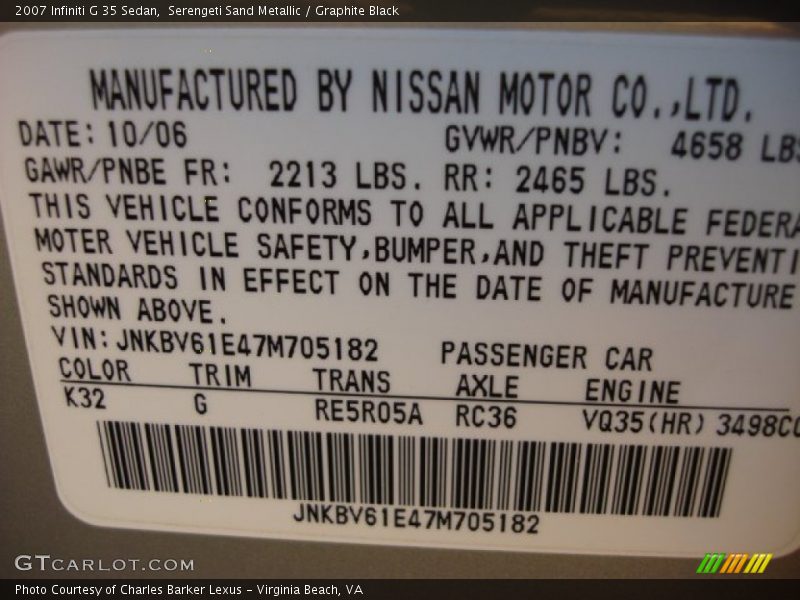 2007 Infiniti G 35 Sedan,  Serengeti Sand Metallic / Graphite Black
MANUFACTURED BY NISSAN MOTOR CO.,LTD.
DATE: 10/06 GVWR/PNBV: 4658 LBS
GAWR/PNBE FR: 2213 LBS. RR: 2465 LBS.
THIS VEHICLE CONFORMS TO ALL APPLICABLE FEDERA
MOTER VEHICLE SAFETY,BUMPER,AND THEFT PREVENTI
STANDARDS IN EFFECT ON THE DATE OF MANUFACTURE
SHOWN ABOVE.
VIN: JNKBV61E47M705182 PASSENGER CAR
COLOR TRIM TRANS AXLE ENGINE
K32 G RE5R05A RC36 VQ35(HR) 3498CC
JNKBV61E47M705182
GTCARLOT.COM
Photo Courtesy of Charles Barker Lexus - Virginia Beach, VA